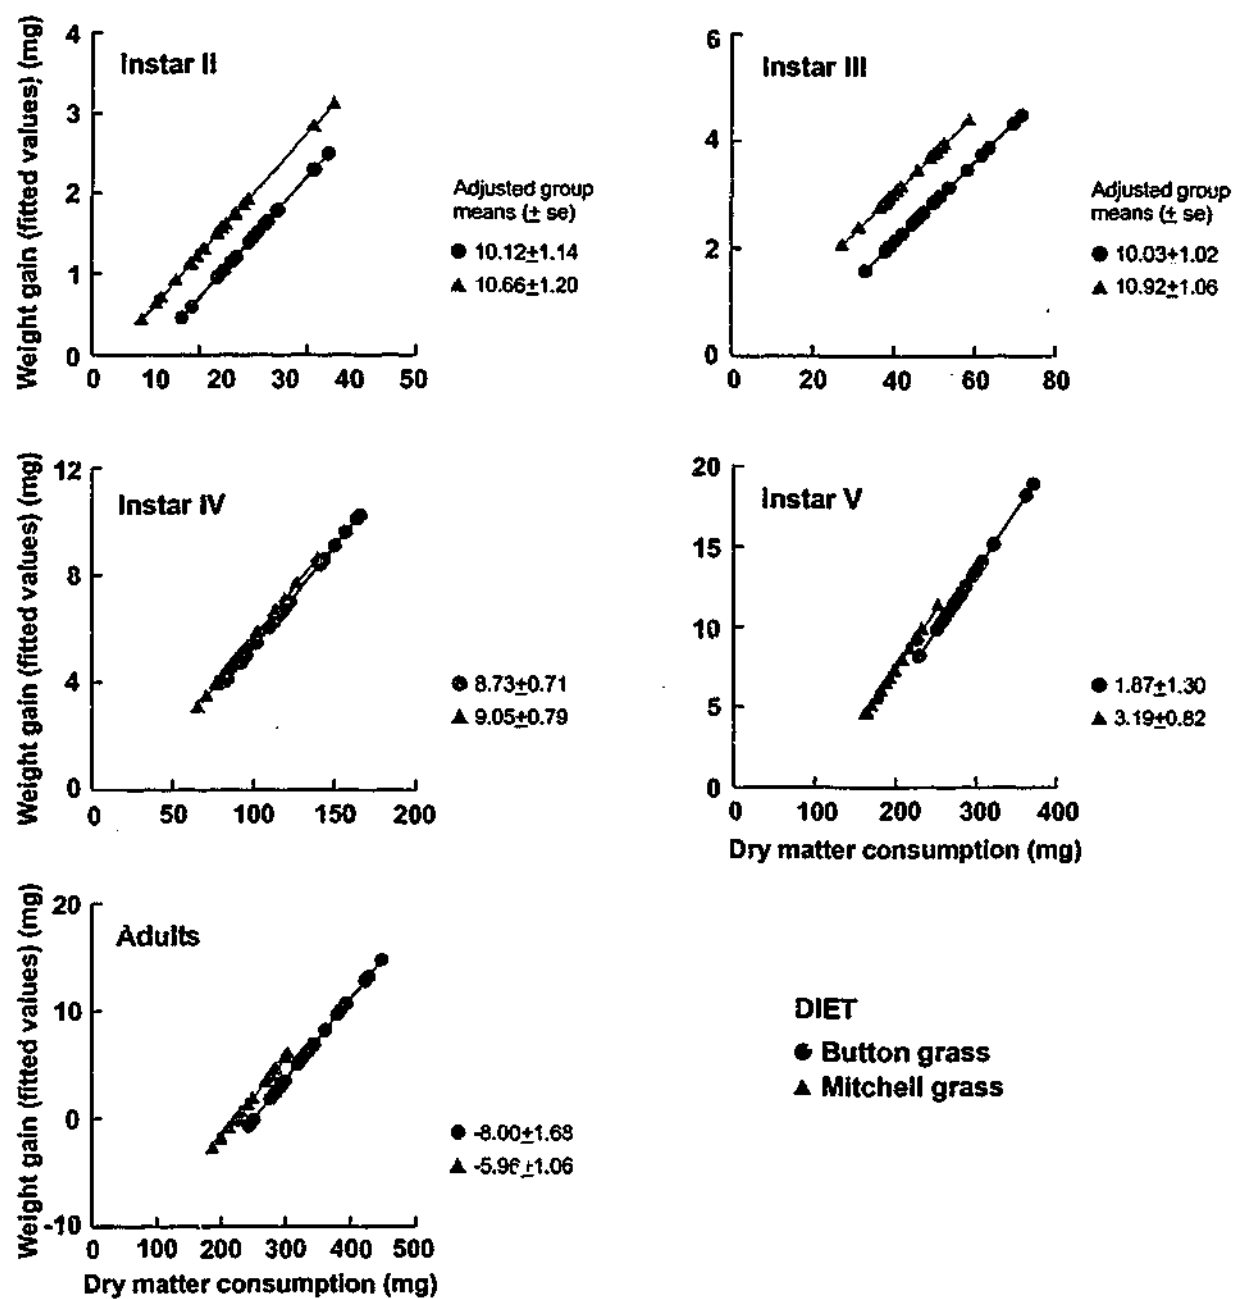 Weight gain (fitted values) (mg)
4
3
2
1
0
Instar II
Adjusted group
means (± se)
● 10.12±1.14
▲ 10.66±1.20
0 10 20 30 40 50
6
4
2
0
Instar III
Adjusted group
means (± se)
● 10.03+1.02
▲ 10.92±1.06
0 20 40 60 80
Weight gain (fitted values) (mg)
12
8
4
0
Instar IV
● 8.73±0.71
▲ 9.05±0.79
0 50 100 150 200
20
15
10
5
0
Instar V
● 1.87±1.30
▲ 3.19±0.82
0 100 200 300 400
Dry matter consumption (mg)
Weight gain (fitted values) (mg)
20
10
0
-10
Adults
● -8.00±1.68
▲ -5.96±1.06
0 100 200 300 400 500
Dry matter consumption (mg)
DIET
● Button grass
▲ Mitchell grass